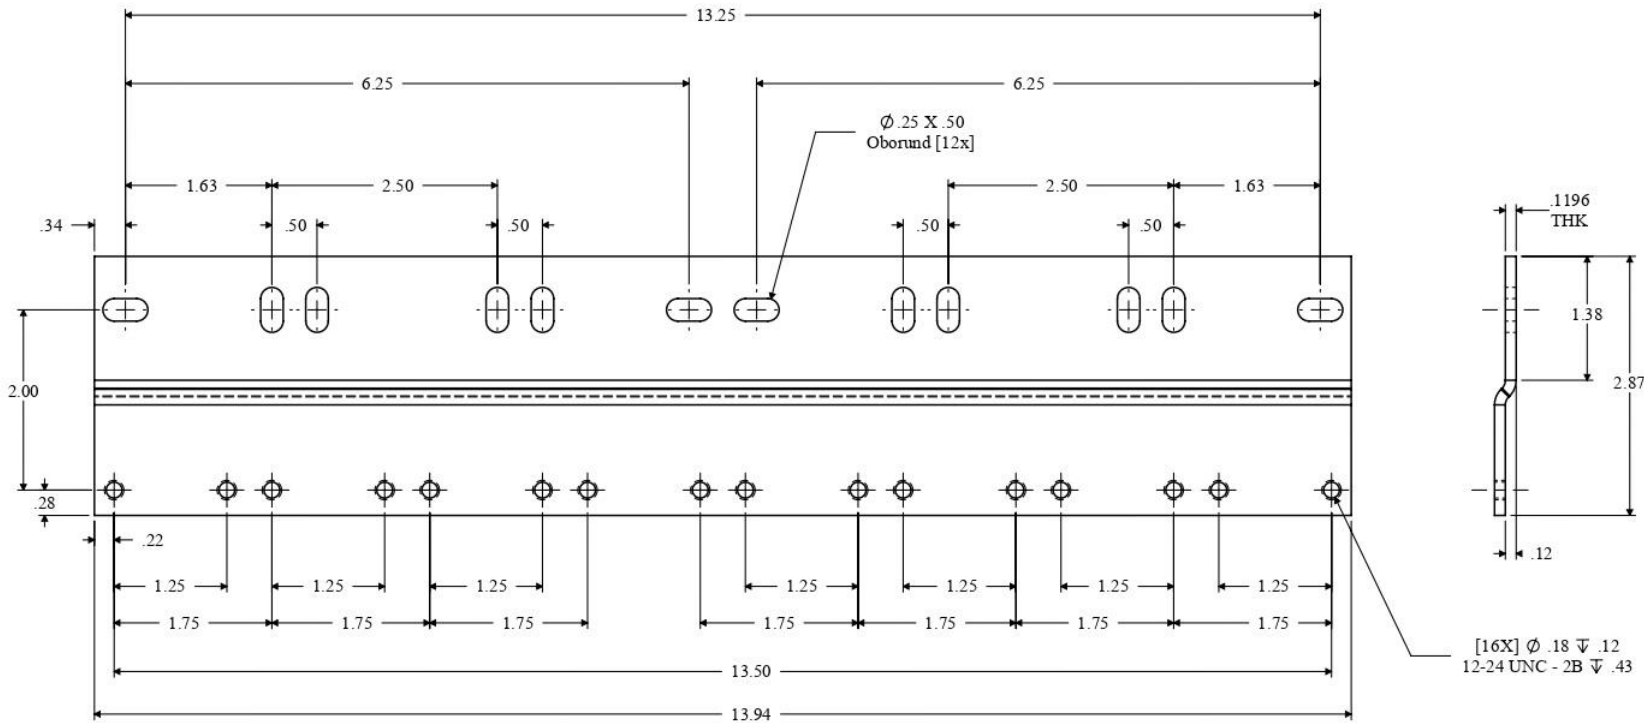 13.25
6.25 6.25
Ø .25 X .50
Oborund [12x]
1.63 2.50 2.50 1.63
.34 .50 .50 .50 .50
.1196
THK
1.38
2.00 2.87
.28
.22 .12
1.25 1.25 1.25 1.25 1.25 1.25 1.25
1.75 1.75 1.75 1.75 1.75 1.75 1.75
[16X] Ø .18 ↧ .12
12-24 UNC - 2B ↧ .43
13.50
13.94